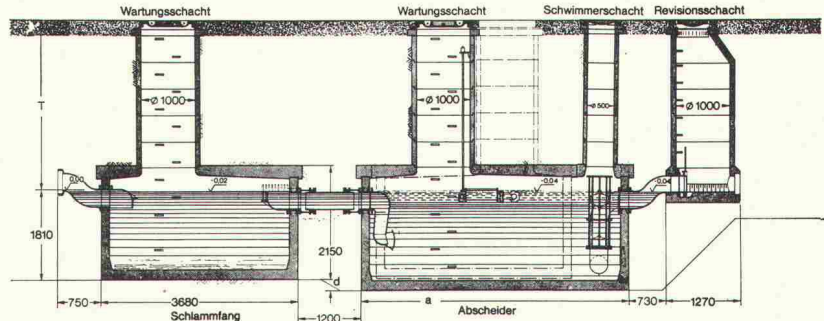 Wartungsschacht Wartungsschacht Schwimmerschacht Revisionsschacht
T
Ø 1000 Ø 1000 Ø 500 Ø 1000
0,00 -0,02 -0,04 -0,04
1810 2150
d
750 3680 1200 a 730 1270
Schlammfang Abscheider